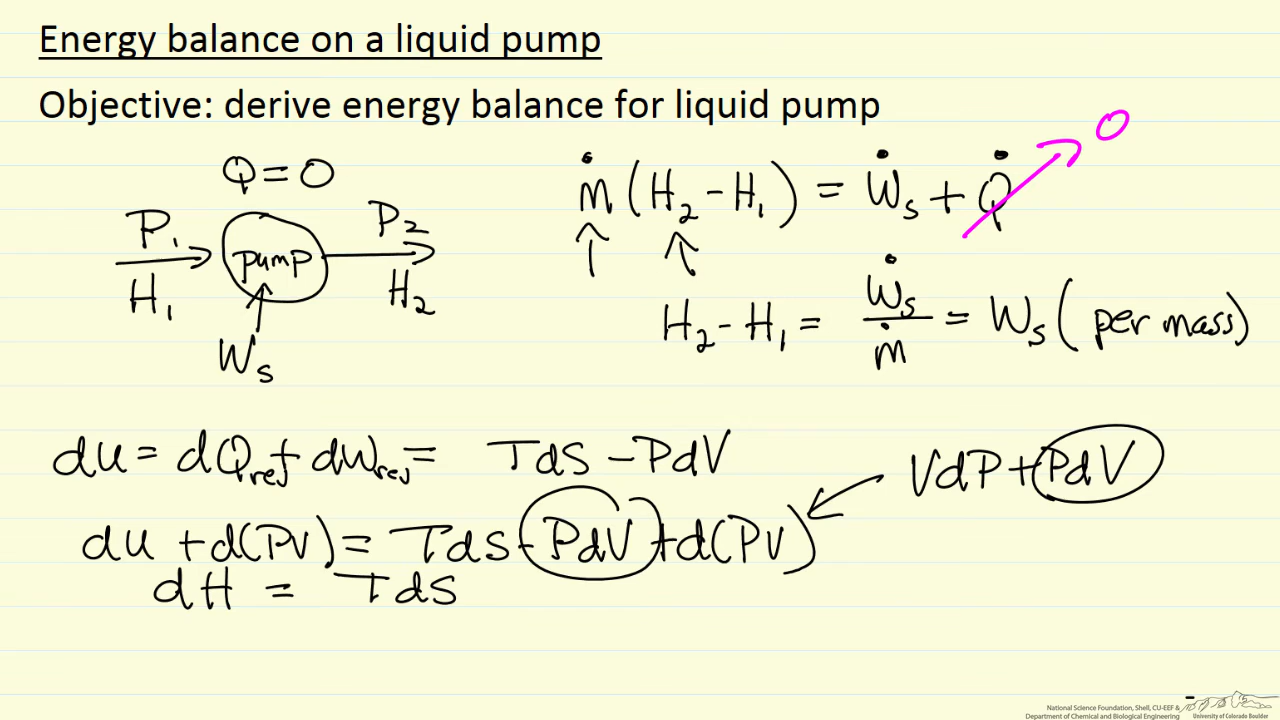 Energy balance on a liquid pump
Objective: derive energy balance for liquid pump
Q = 0
P₁
H₁
pump
P₂
H₂
Wₛ
ṁ(H₂ - H₁) = Ẇₛ + Q̇
0
H₂ - H₁ = Ẇₛ/ṁ = Wₛ (per mass)
dU = dQrev + dWrev = TdS - PdV
VdP + PdV
dU + d(PV) = TdS - PdV + d(PV)
dH = TdS
National Science Foundation, Shell, CU-EEF &
Department of Chemical and Biological Engineering
University of Colorado Boulder